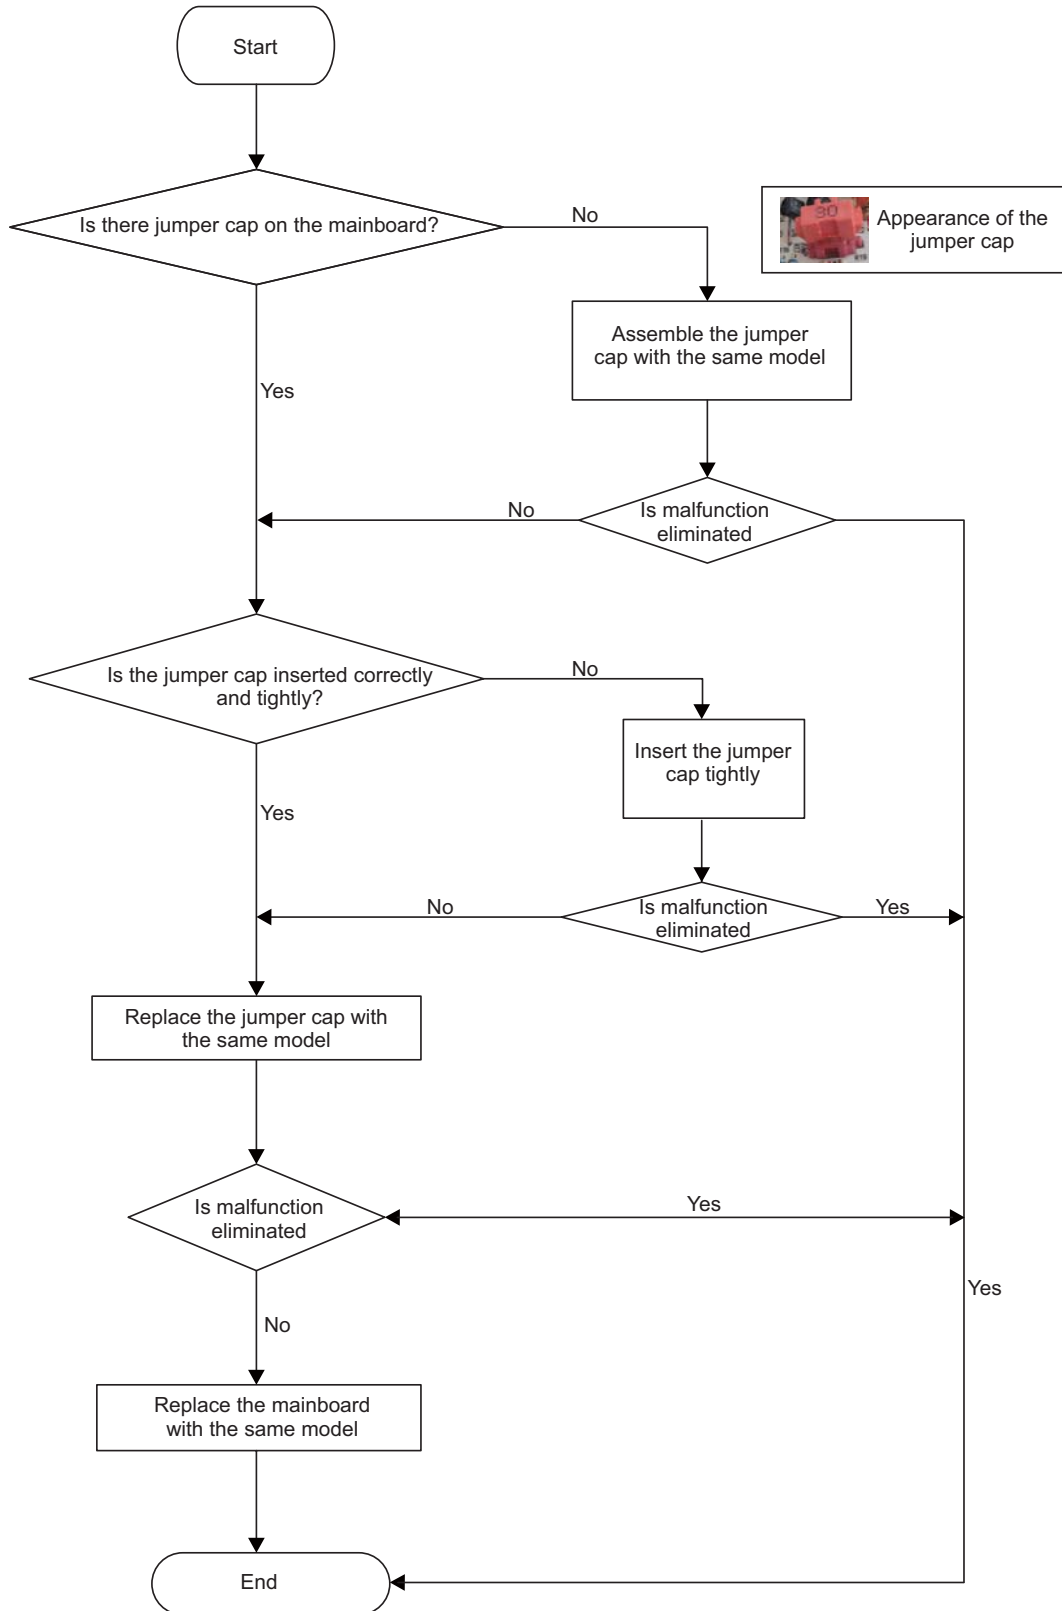 Start
Is there jumper cap on the mainboard?
No
30
Appearance of the
jumper cap
Assemble the jumper
cap with the same model
Yes
No
Is malfunction
eliminated
Is the jumper cap inserted correctly
and tightly?
No
Insert the jumper
cap tightly
Yes
No
Is malfunction
eliminated
Yes
Replace the jumper cap with
the same model
Is malfunction
eliminated
Yes
Yes
No
Replace the mainboard
with the same model
End